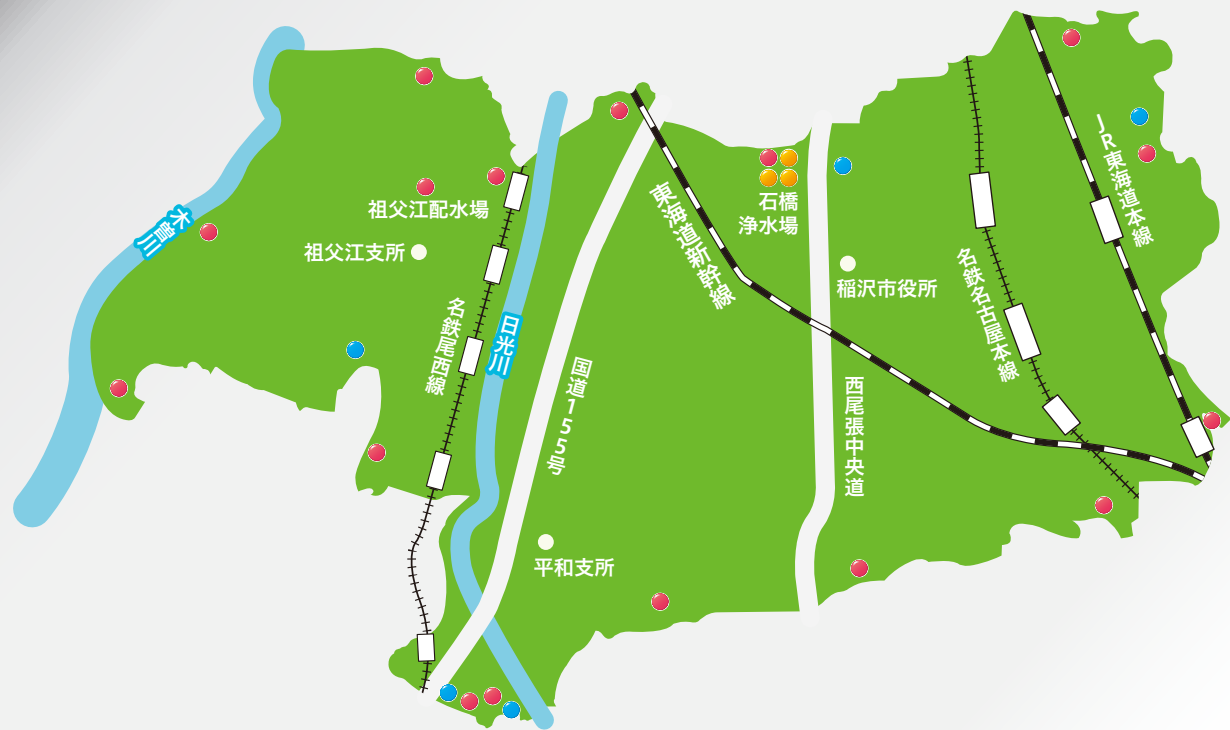 木曽川
祖父江配水場
祖父江支所
名鉄尾西線
日光川
国道155号
東海道新幹線
石橋
浄水場
稲沢市役所
西尾張中央道
名鉄名古屋本線
JR東海道本線
平和支所